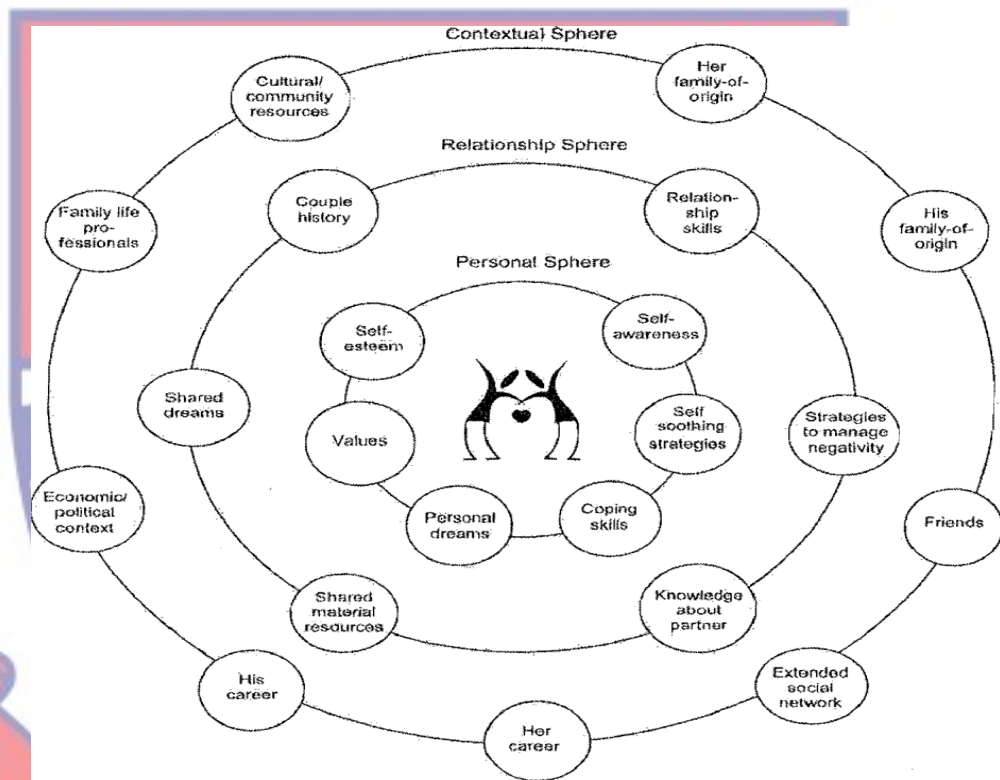 Contextual Sphere
Cultural/
community
resources
Her
family-of-
origin
Relationship Sphere
Family life
pro-
fessionals
Couple
history
Relation-
ship
skills
His
family-of-
origin
Personal Sphere
Self-
esteem
Self-
awareness
Shared
dreams
Values
Self
soothing
strategies
Strategies
to manage
negativity
Economic/
political
context
Personal
dreams
Coping
skills
Friends
Shared
material
resources
Knowledge
about
partner
His
career
Extended
social
network
Her
career